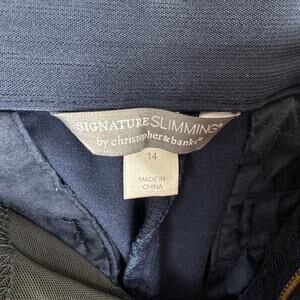 SIGNATURE SLIMMING®
by christopher & banks®
14
MADE IN
CHINA